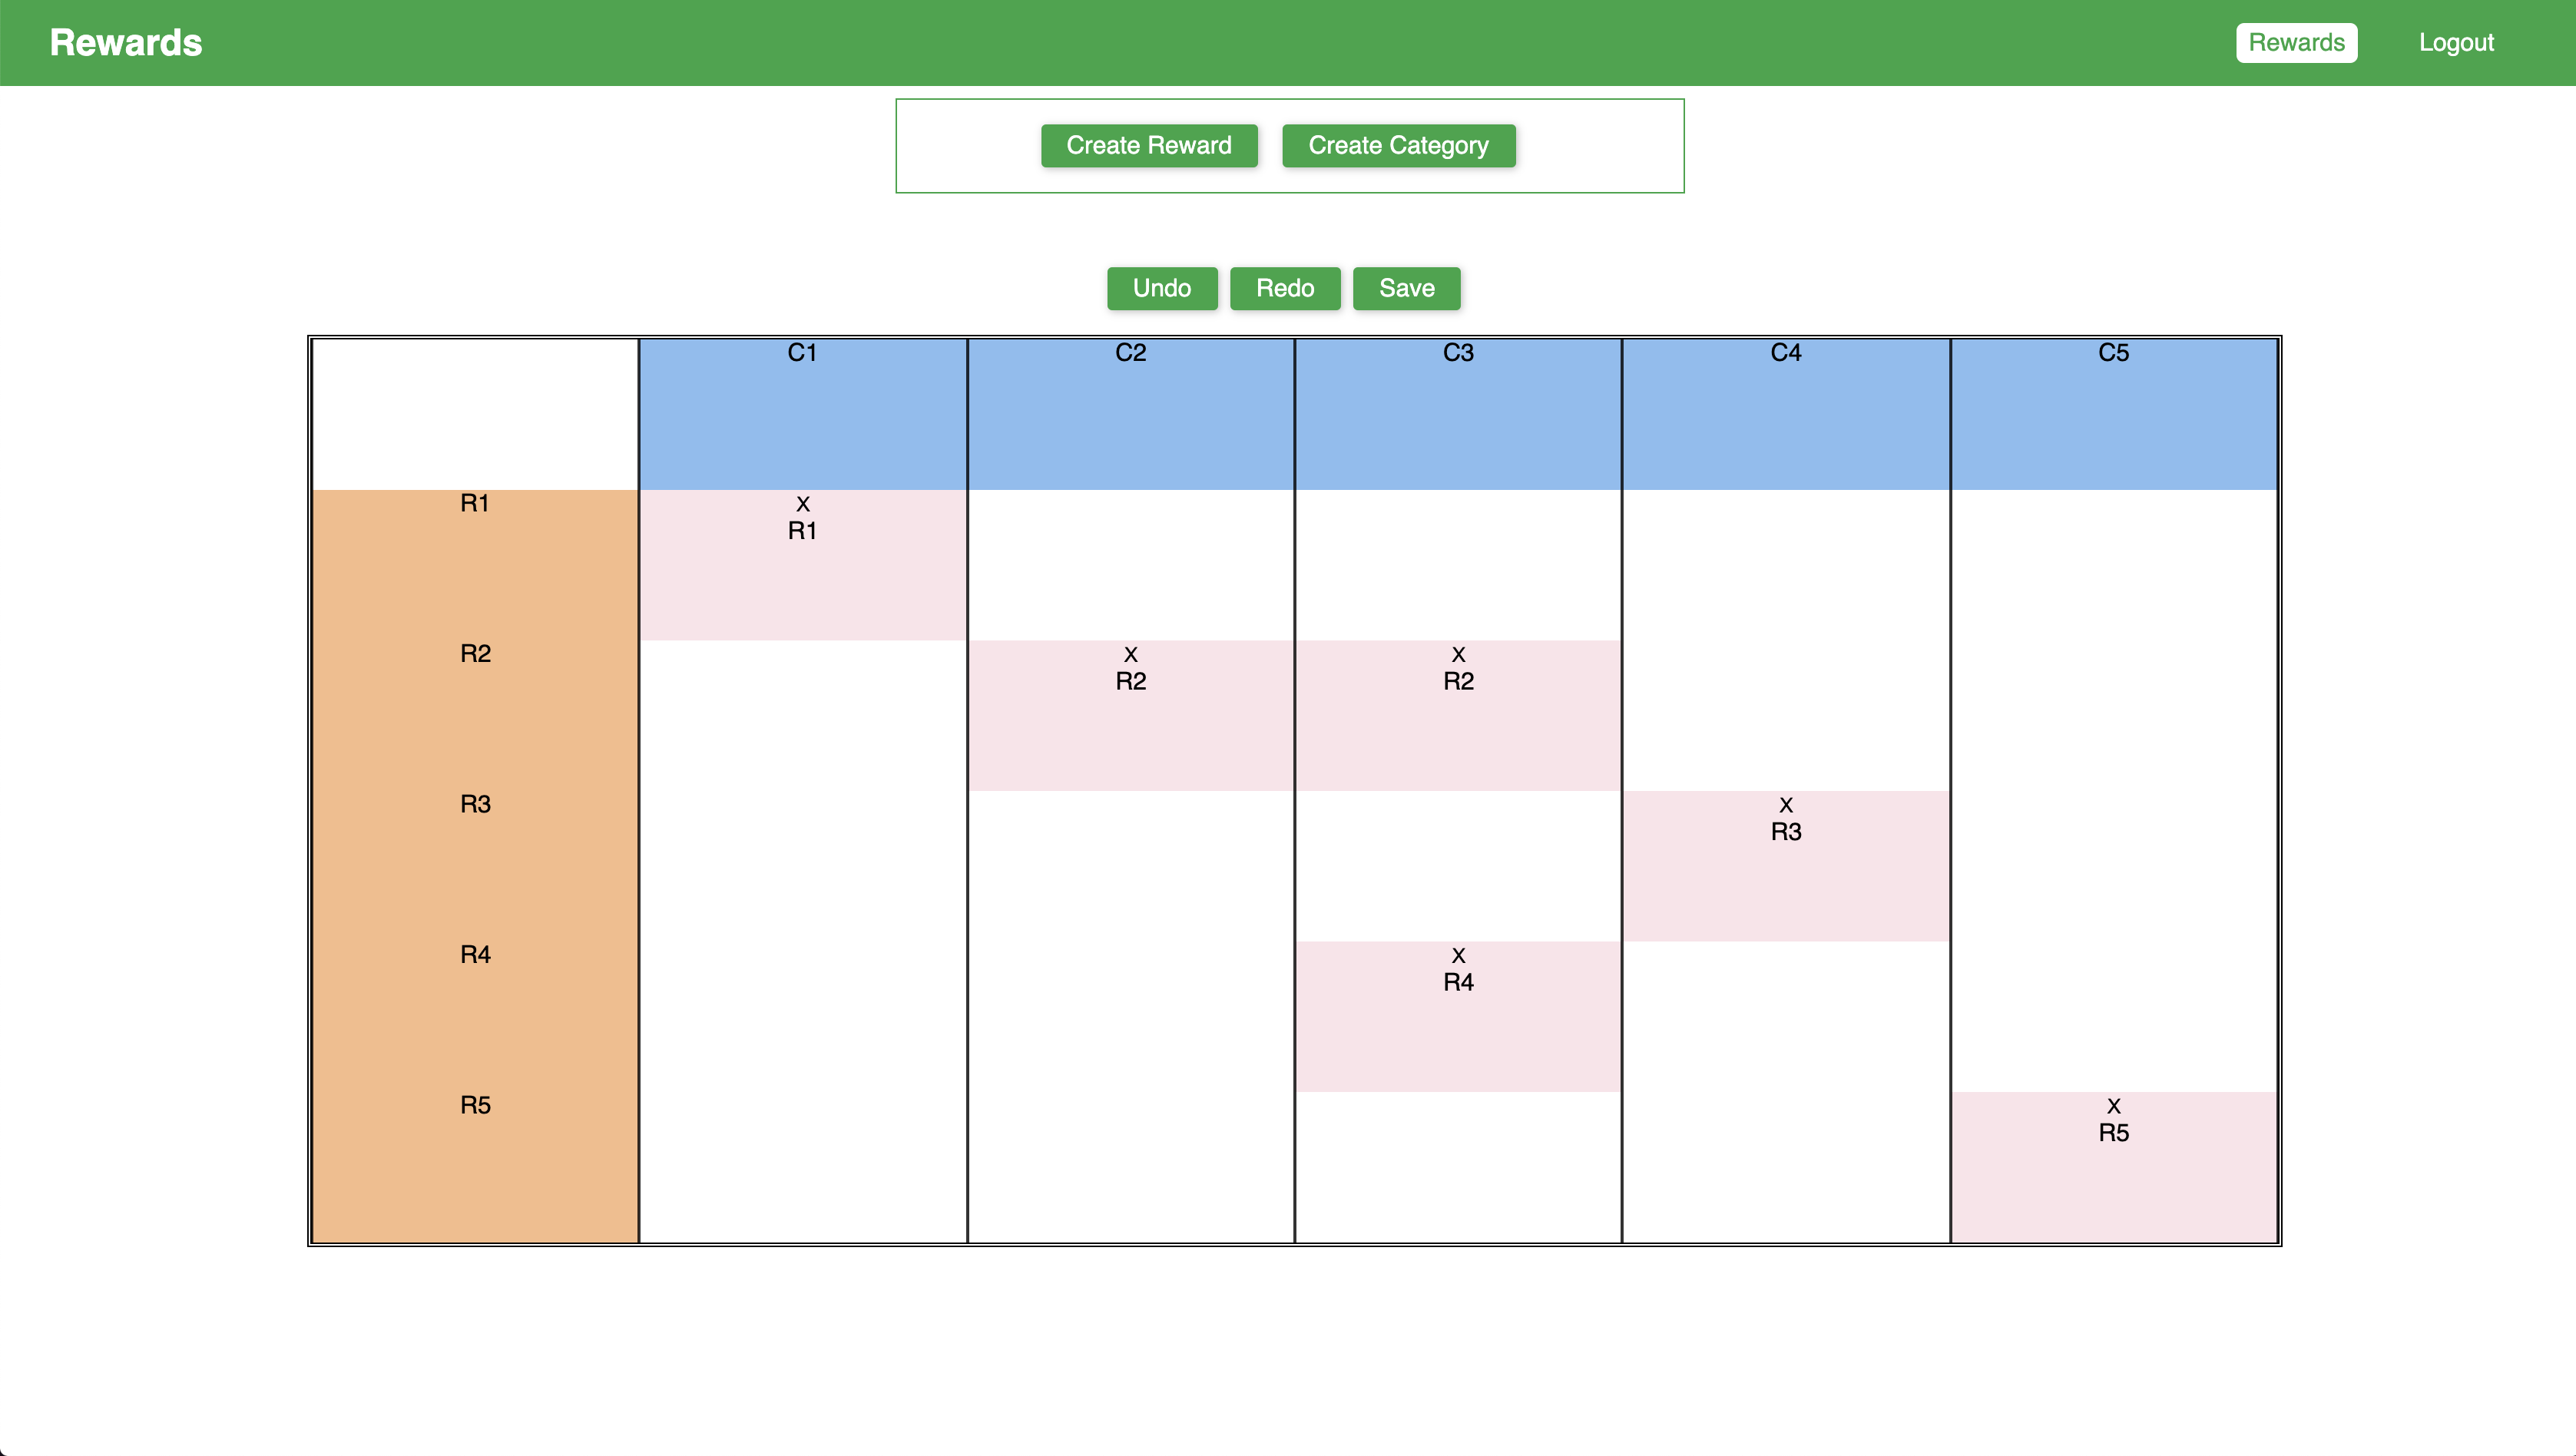 Rewards
Rewards Logout
Create Reward Create Category
Undo Redo Save
C1 C2 C3 C4 C5
R1 x
R1
R2 x x
R2 R2
R3 x
R3
R4 x
R4
R5 x
R5